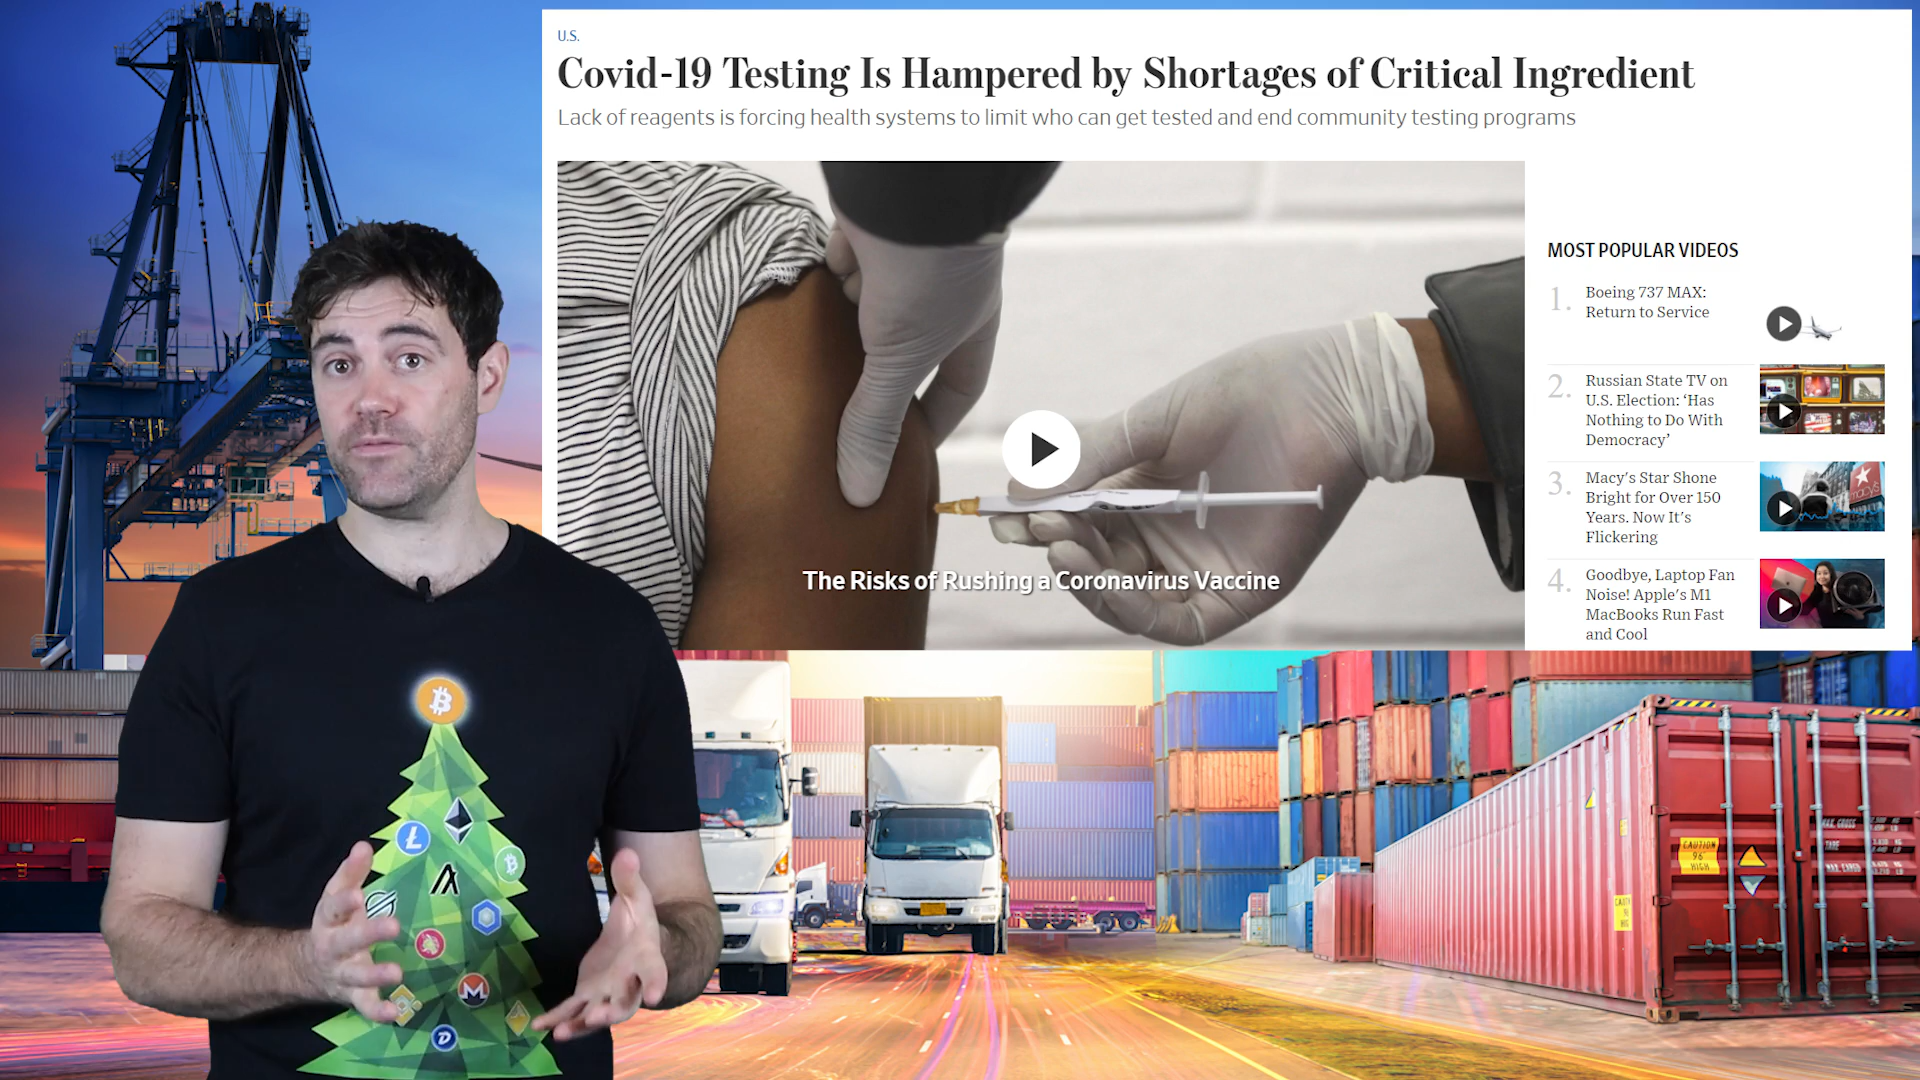 U.S.
Covid-19 Testing Is Hampered by Shortages of Critical Ingredient
Lack of reagents is forcing health systems to limit who can get tested and end community testing programs
The Risks of Rushing a Coronavirus Vaccine
MOST POPULAR VIDEOS
1.
Boeing 737 MAX:
Return to Service
2.
Russian State TV on
U.S. Election: ‘Has
Nothing to Do With
Democracy’
3.
Macy's Star Shone
Bright for Over 150
Years. Now It's
Flickering
4.
Goodbye, Laptop Fan
Noise! Apple's M1
MacBooks Run Fast
and Cool
CAUTION
HIGH